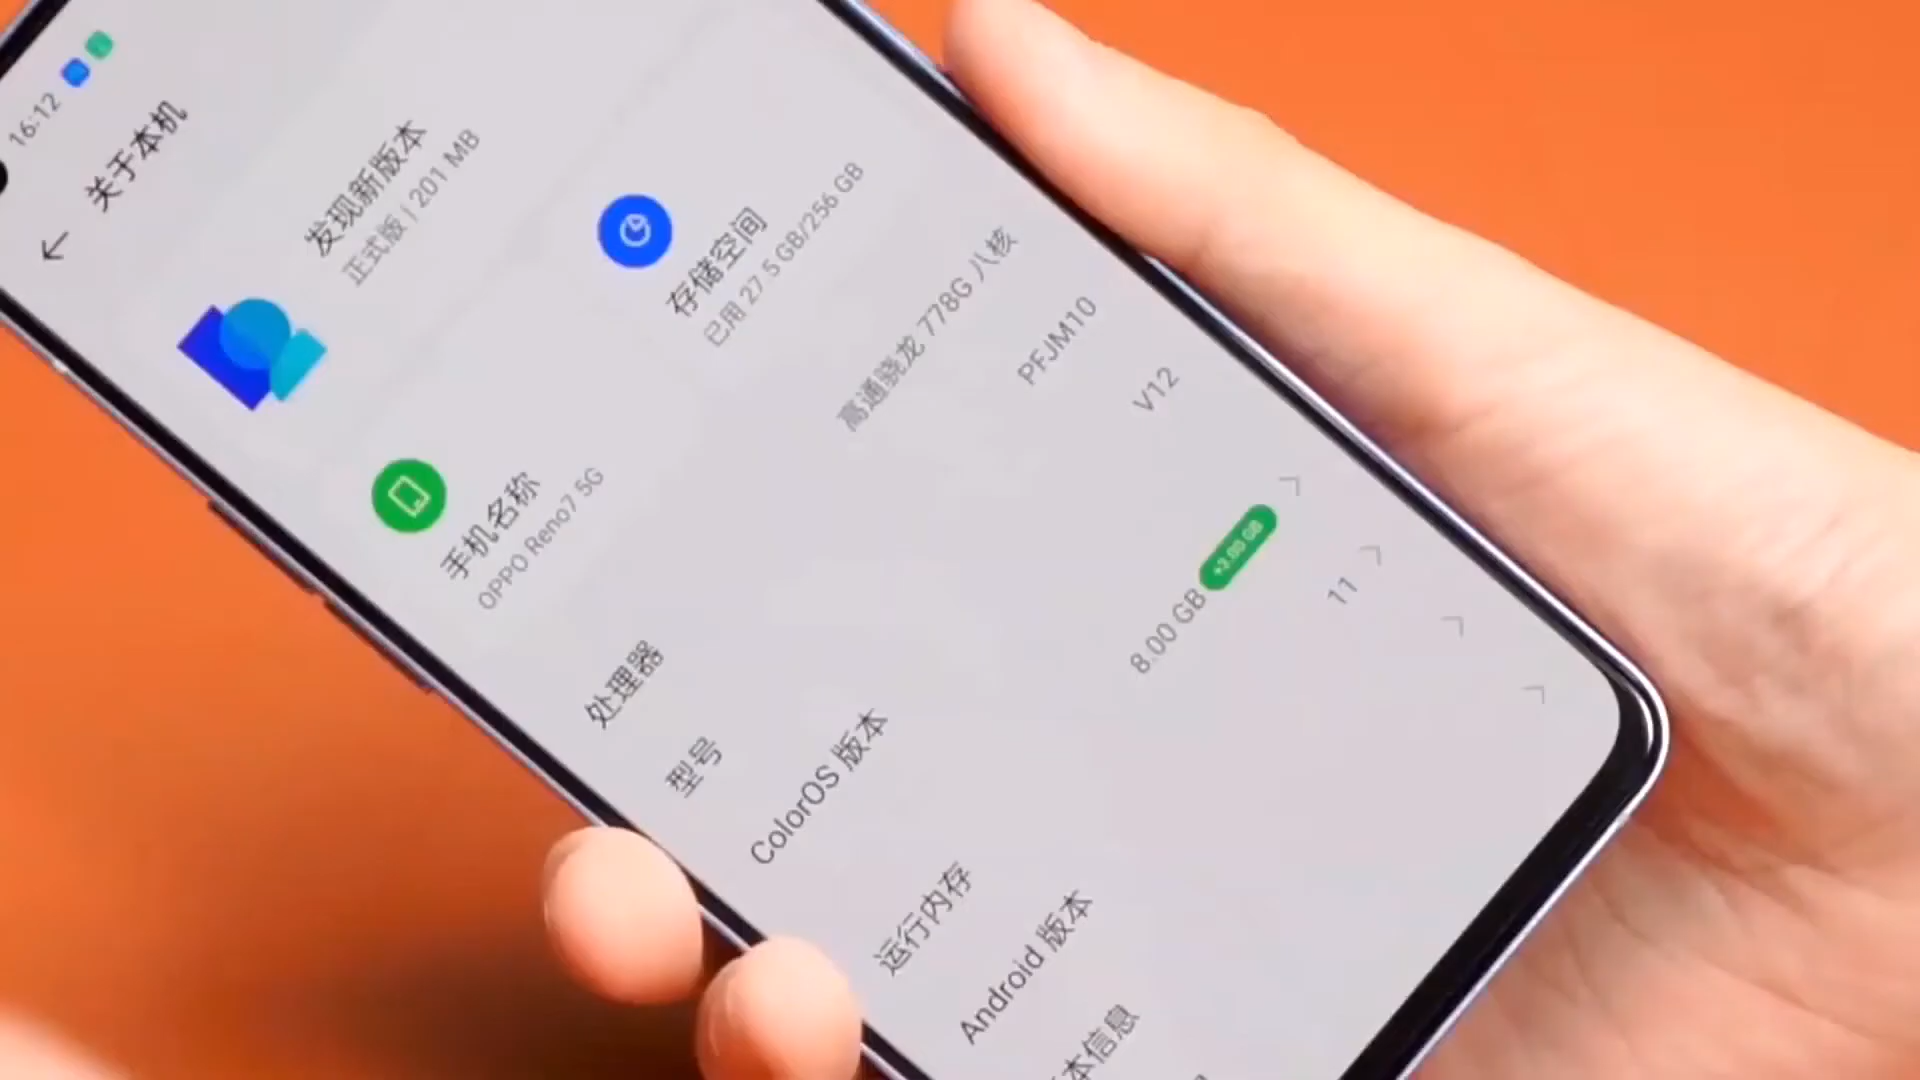 16:12
关于本机
发现新版本
正式版 | 201 MB
手机名称
OPPO Reno7 5G
存储空间
已用 27.5 GB/256 GB
处理器
高通骁龙 778G 八核
型号
PFJM10
ColorOS 版本
V12
运行内存
8.00 GB +3.00 GB
Android 版本
11
本信息